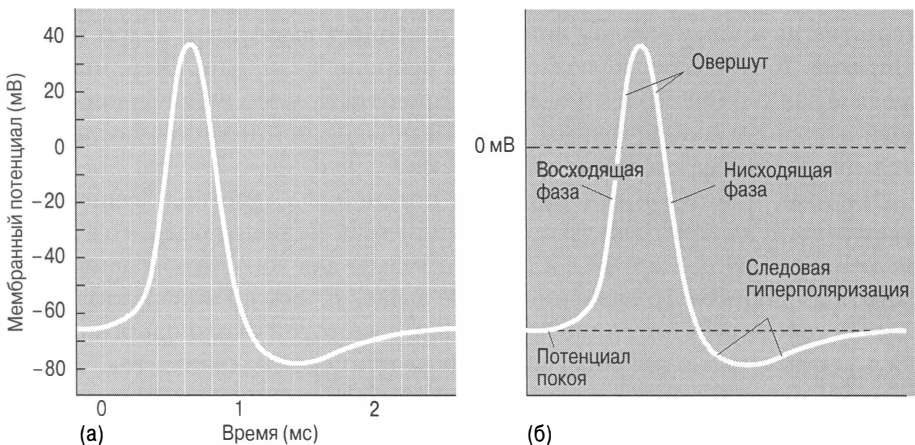 Мембранный потенциал (мВ)
40
20
0
−20
−40
−60
−80
0
1
2
(а)
Время (мс)
Овершут
0 мВ
Восходящая
фаза
Нисходящая
фаза
Следовая
гиперполяризация
Потенциал
покоя
(б)